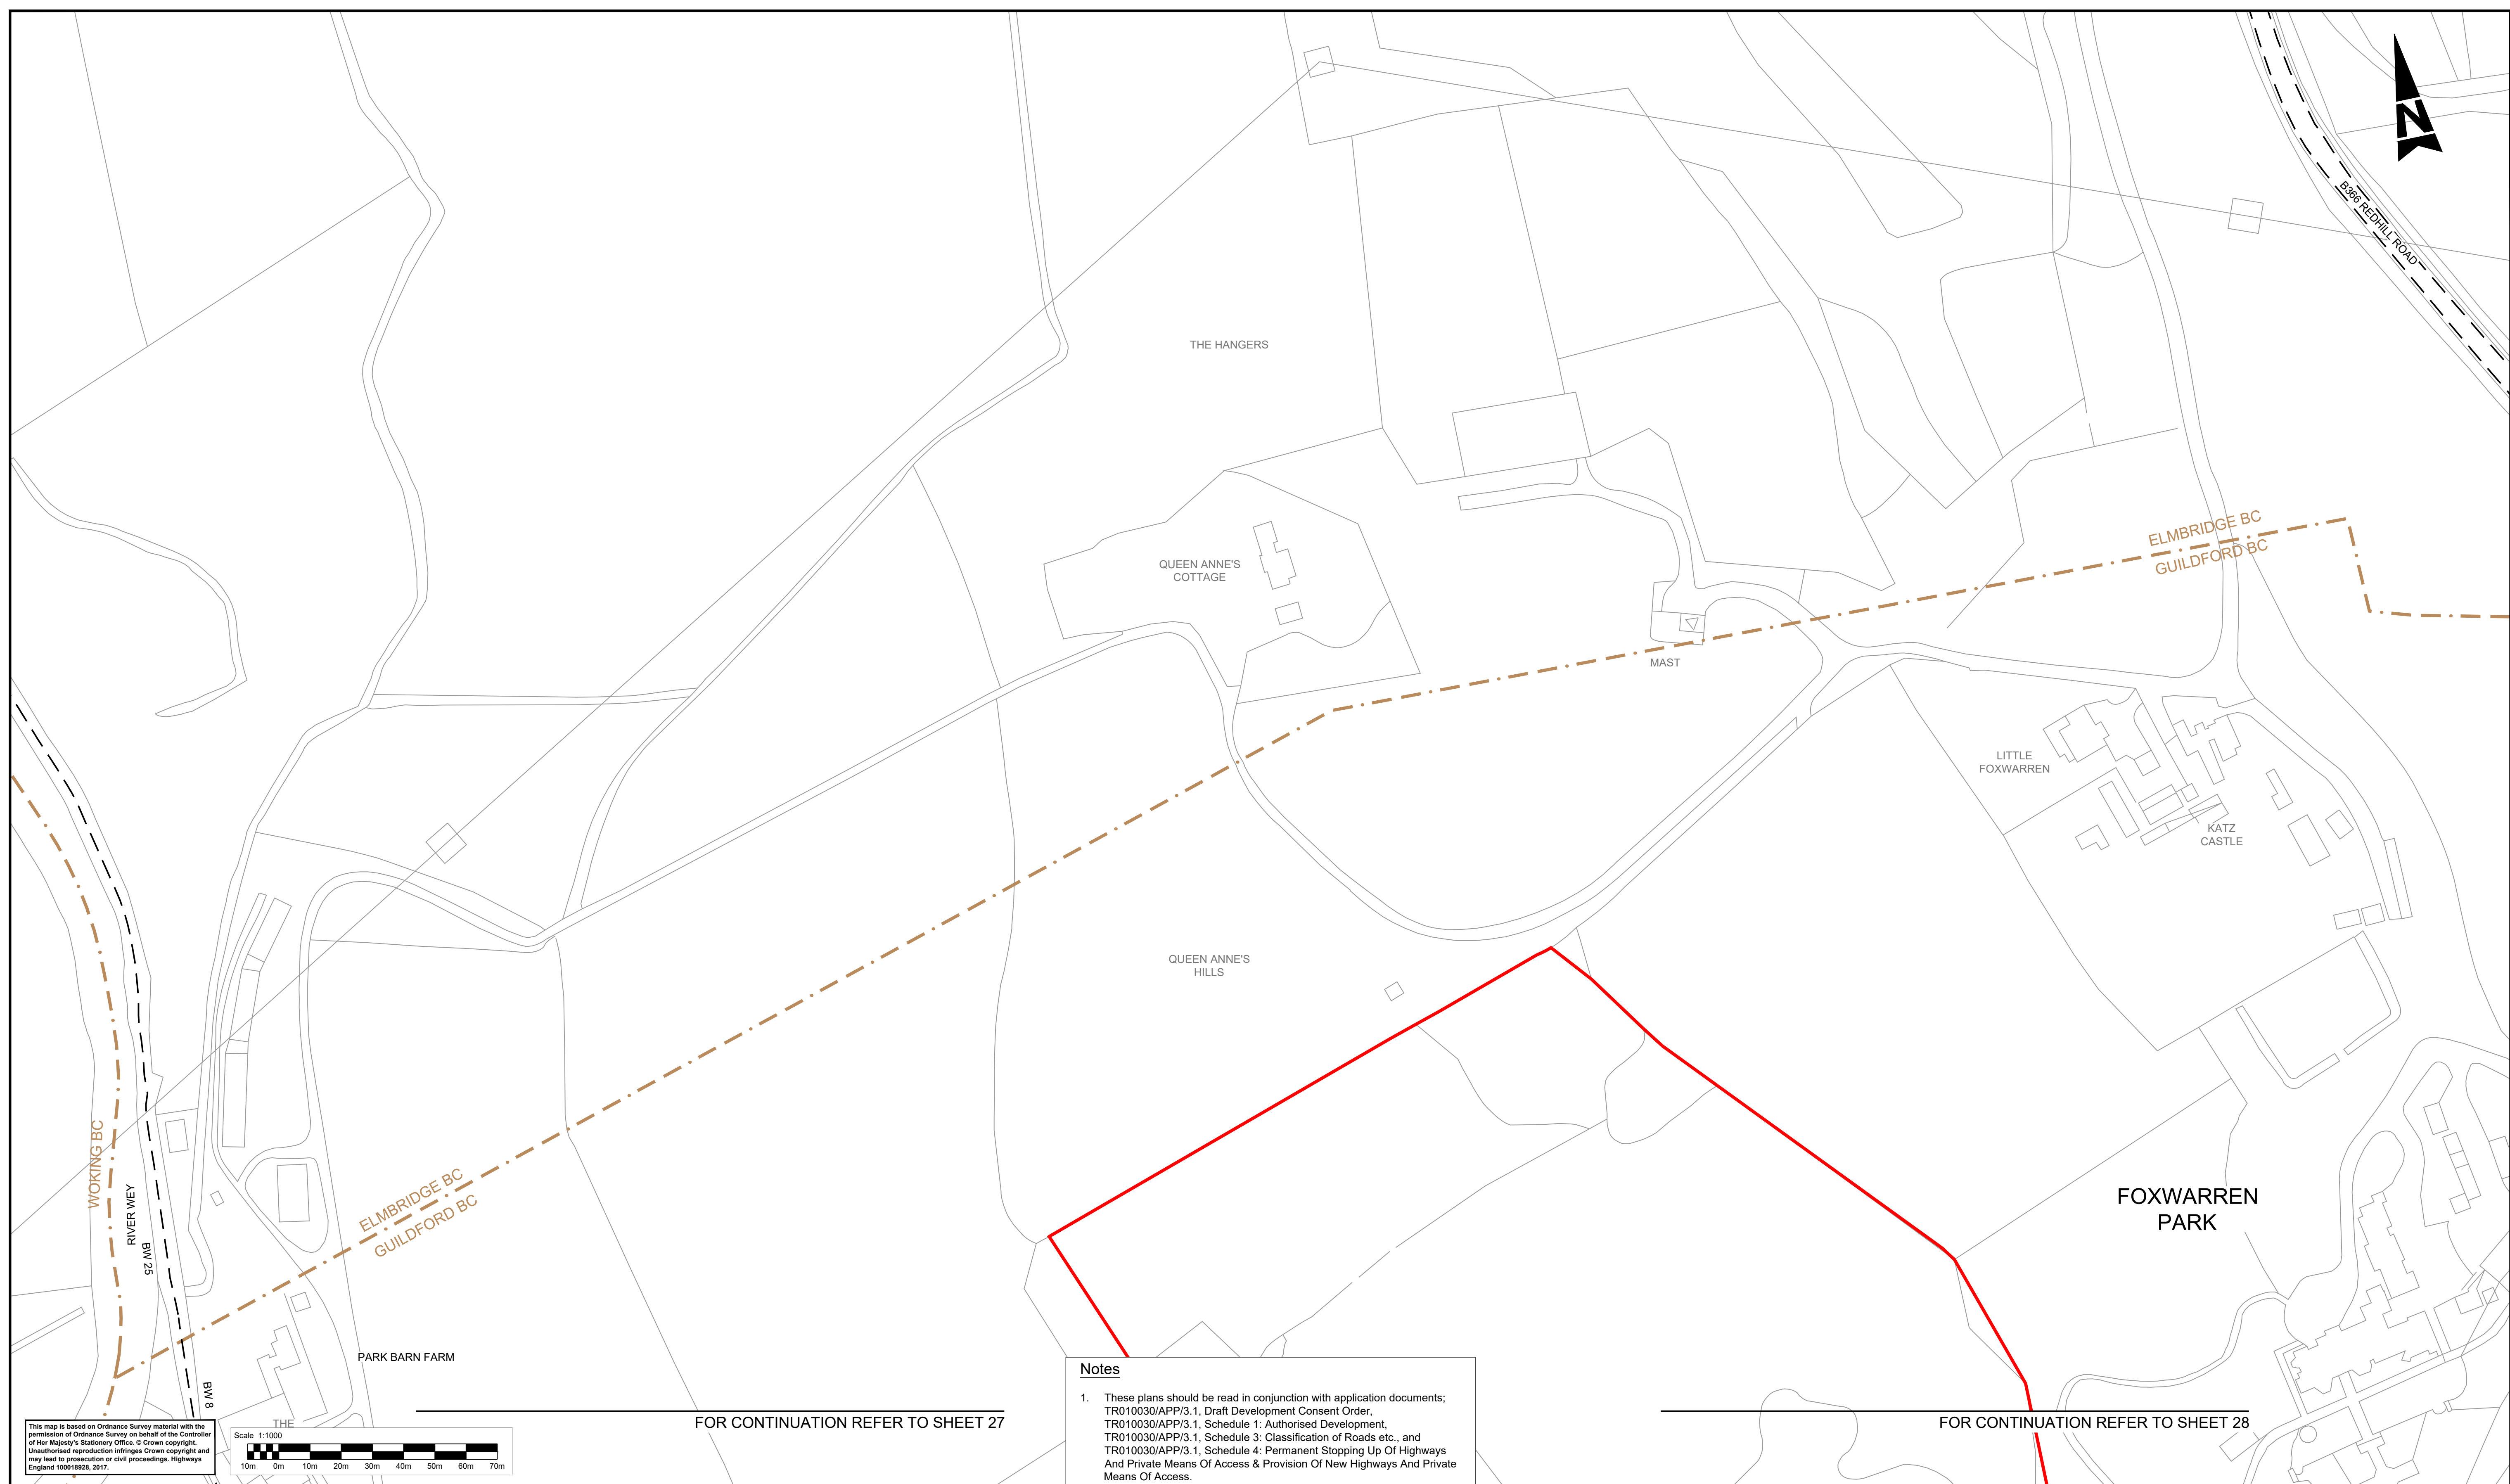 N
B366 REDHILL ROAD
THE HANGERS
ELMBRIDGE BC
GUILDFORD BC
QUEEN ANNE'S
COTTAGE
MAST
LITTLE
FOXWARREN
KATZ
CASTLE
QUEEN ANNE'S
HILLS
WOKING BC
RIVER WEY
BW 25
ELMBRIDGE BC
GUILDFORD BC
FOXWARREN
PARK
PARK BARN FARM
BW 8
THE
FOR CONTINUATION REFER TO SHEET 27
FOR CONTINUATION REFER TO SHEET 28
This map is based on Ordnance Survey material with the
permission of Ordnance Survey on behalf of the Controller
of Her Majesty's Stationery Office. © Crown copyright.
Unauthorised reproduction infringes Crown copyright and
may lead to prosecution or civil proceedings. Highways
England 100018928, 2017.
Scale 1:1000
10m 0m 10m 20m 30m 40m 50m 60m 70m
Notes
1. These plans should be read in conjunction with application documents;
TR010030/APP/3.1, Draft Development Consent Order,
TR010030/APP/3.1, Schedule 1: Authorised Development,
TR010030/APP/3.1, Schedule 3: Classification of Roads etc., and
TR010030/APP/3.1, Schedule 4: Permanent Stopping Up Of Highways
And Private Means Of Access & Provision Of New Highways And Private
Means Of Access.